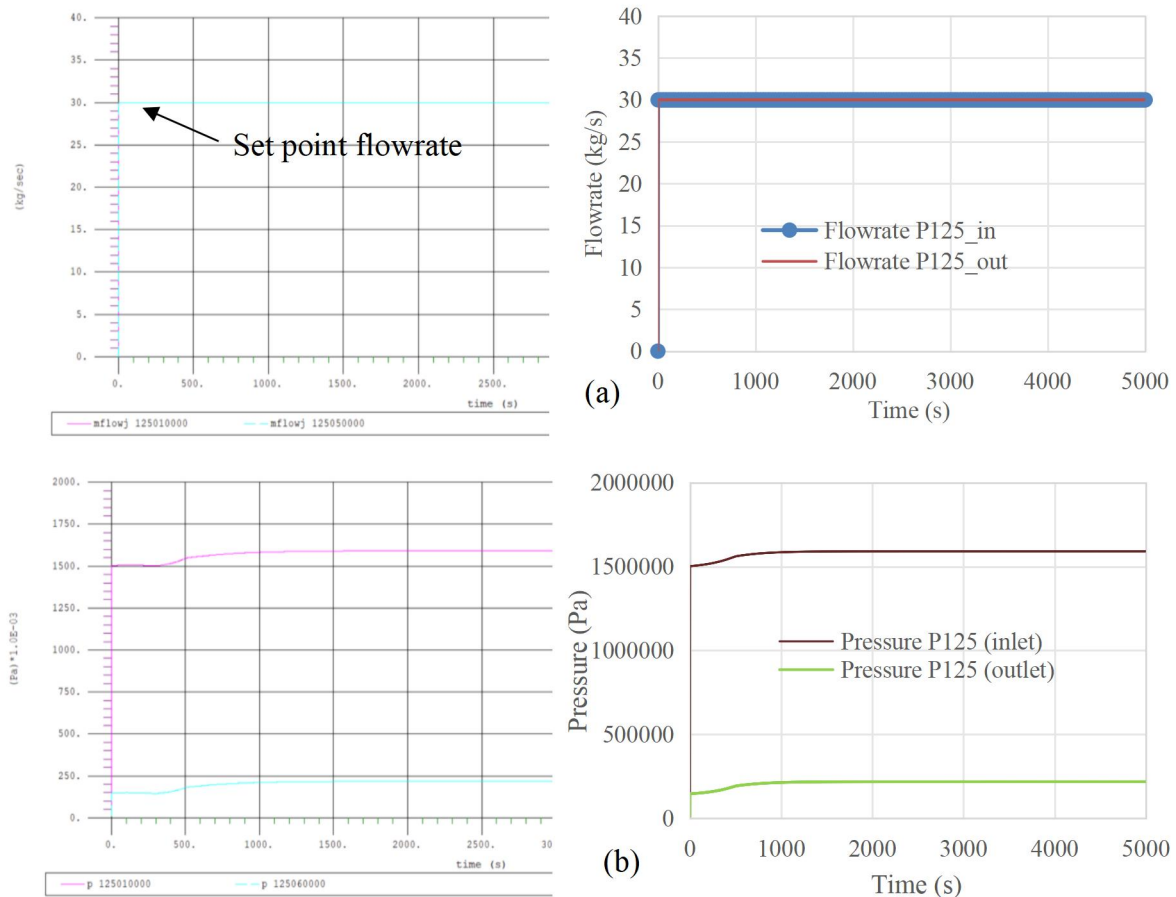 40.
35.
30.
25.
20.
15.
10.
5.
0.
(kg/sec)
Set point flowrate
0. 500. 1000. 1500. 2000. 2500.
time (s)
mflowj 125010000 mflowj 125050000
40
35
30
25
20
15
10
5
0
Flowrate (kg/s)
Flowrate P125_in
Flowrate P125_out
0 1000 2000 3000 4000 5000
(a) Time (s)
2000.
1750.
1500.
1250.
1000.
750.
500.
250.
0.
(Pa)*1.0E-03
0. 500. 1000. 1500. 2000. 2500. 30
time (s)
p 125010000 p 125060000
2000000
1500000
1000000
500000
0
Pressure (Pa)
Pressure P125 (inlet)
Pressure P125 (outlet)
0 1000 2000 3000 4000 5000
(b) Time (s)